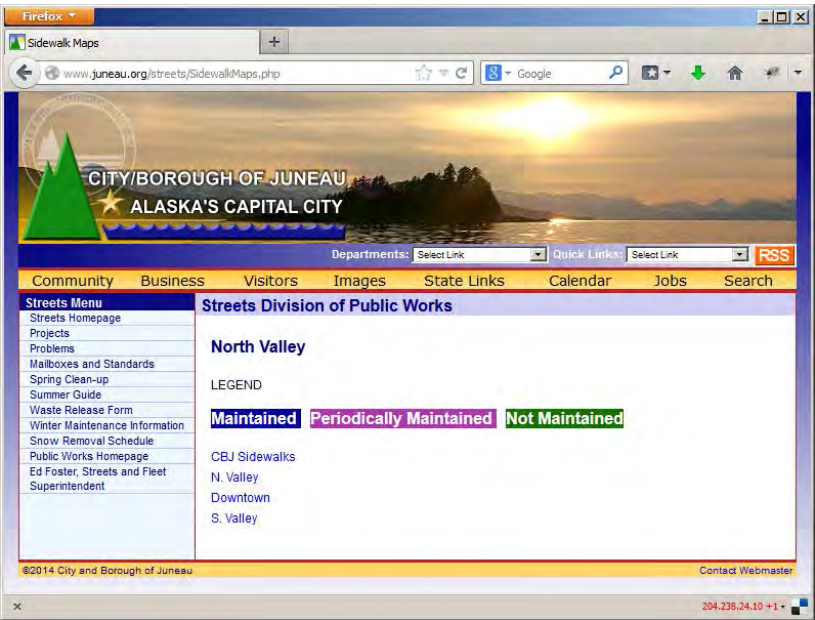 Firefox
Sidewalk Maps
www.juneau.org/streets/SidewalkMaps.php
Google
CITY/BOROUGH OF JUNEAU
ALASKA'S CAPITAL CITY
Departments: Select Link Quick Links: Select Link RSS
Community Business Visitors Images State Links Calendar Jobs Search
Streets Menu
Streets Homepage
Projects
Problems
Mailboxes and Standards
Spring Clean-up
Summer Guide
Waste Release Form
Winter Maintenance Information
Snow Removal Schedule
Public Works Homepage
Ed Foster, Streets and Fleet
Superintendent
Streets Division of Public Works
North Valley
LEGEND
Maintained Periodically Maintained Not Maintained
CBJ Sidewalks
N. Valley
Downtown
S. Valley
©2014 City and Borough of Juneau
Contact Webmaster
204.238.24.10 +1